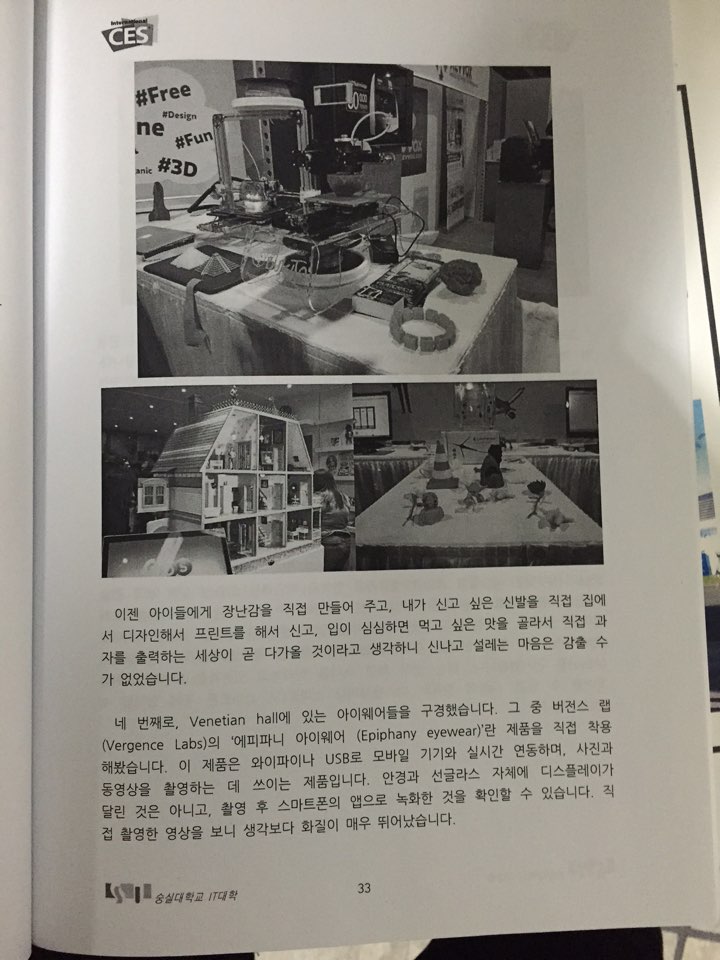 International
CES
#Free
#Design
ne
#Fun
anic
#3D
이젠 아이들에게 장난감을 직접 만들어 주고, 내가 신고 싶은 신발을 직접 집에
서 디자인해서 프린트를 해서 신고, 입이 심심하면 먹고 싶은 맛을 골라서 직접 과
자를 출력하는 세상이 곧 다가올 것이라고 생각하니 신나고 설레는 마음은 감출 수
가 없었습니다.
네 번째로, Venetian hall에 있는 아이웨어들을 구경했습니다. 그 중 버전스 랩
(Vergence Labs)의 '에피파니 아이웨어 (Epiphany eyewear)'란 제품을 직접 착용
해봤습니다. 이 제품은 와이파이나 USB로 모바일 기기와 실시간 연동하며, 사진과
동영상을 촬영하는 데 쓰이는 제품입니다. 안경과 선글라스 자체에 디스플레이가
달린 것은 아니고, 촬영 후 스마트폰의 앱으로 녹화한 것을 확인할 수 있습니다. 직
접 촬영한 영상을 보니 생각보다 화질이 매우 뛰어났습니다.
숭실대학교 IT대학
33